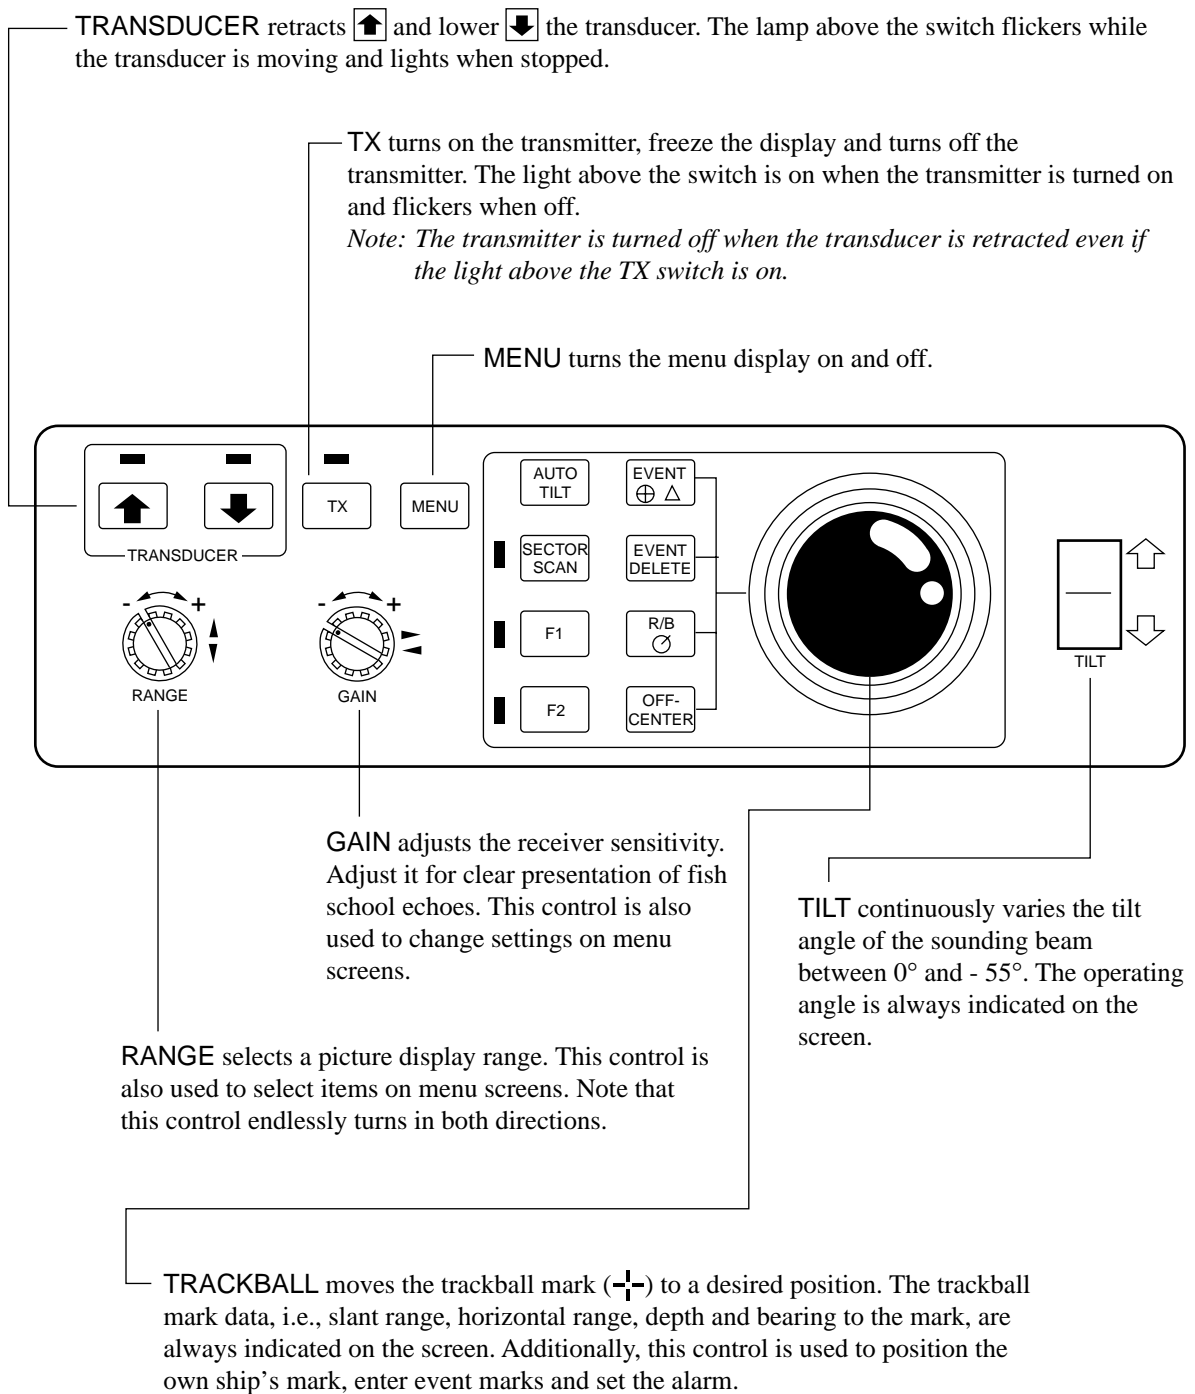 TRANSDUCER retracts ⬆ and lower ⬇ the transducer. The lamp above the switch flickers while
the transducer is moving and lights when stopped.
TX turns on the transmitter, freeze the display and turns off the
transmitter. The light above the switch is on when the transmitter is turned on
and flickers when off.
Note: The transmitter is turned off when the transducer is retracted even if
the light above the TX switch is on.
MENU turns the menu display on and off.
TX
MENU
TRANSDUCER
- +
RANGE
- +
GAIN
AUTO
TILT
EVENT
⊕ △
SECTOR
SCAN
EVENT
DELETE
F1
R/B
F2
OFF-
CENTER
TILT
GAIN adjusts the receiver sensitivity.
Adjust it for clear presentation of fish
school echoes. This control is also
used to change settings on menu
screens.
TILT continuously varies the tilt
angle of the sounding beam
between 0° and - 55°. The operating
angle is always indicated on the
screen.
RANGE selects a picture display range. This control is
also used to select items on menu screens. Note that
this control endlessly turns in both directions.
TRACKBALL moves the trackball mark (-¦-) to a desired position. The trackball
mark data, i.e., slant range, horizontal range, depth and bearing to the mark, are
always indicated on the screen. Additionally, this control is used to position the
own ship's mark, enter event marks and set the alarm.